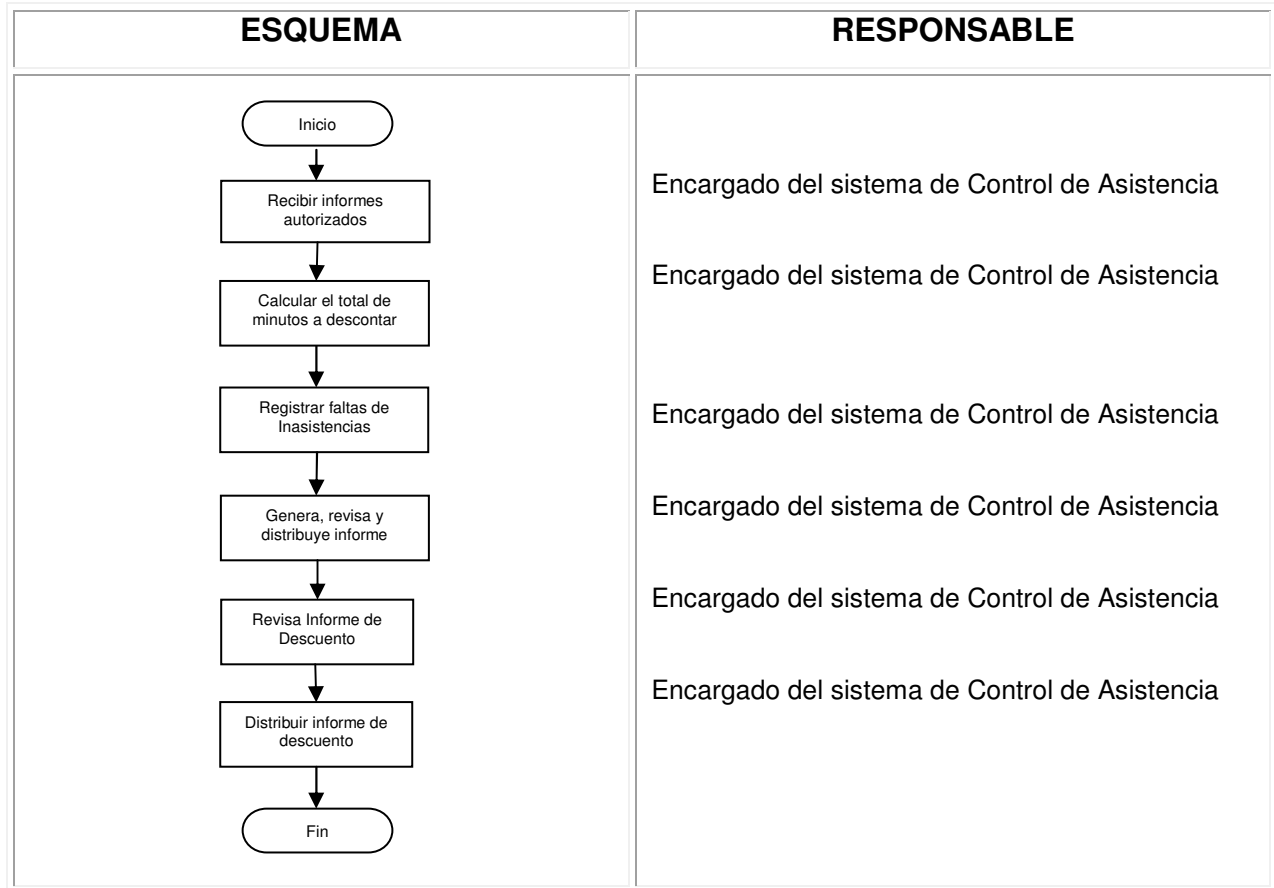 ESQUEMA
RESPONSABLE
Inicio
Recibir informes
autorizados
Calcular el total de
minutos a descontar
Registrar faltas de
Inasistencias
Genera, revisa y
distribuye informe
Revisa Informe de
Descuento
Distribuir informe de
descuento
Fin
Encargado del sistema de Control de Asistencia
Encargado del sistema de Control de Asistencia
Encargado del sistema de Control de Asistencia
Encargado del sistema de Control de Asistencia
Encargado del sistema de Control de Asistencia
Encargado del sistema de Control de Asistencia